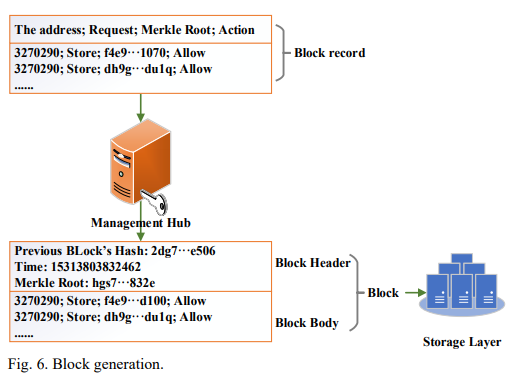 The address; Request; Merkle Root; Action
3270290; Store; f4e9···1070; Allow
3270290; Store; dh9g···du1q; Allow
......
Block record
Management Hub
Previous BLock's Hash: 2dg7···e506
Time: 15313803832462
Merkle Root: hgs7···832e
3270290; Store; f4e9···d100; Allow
3270290; Store; dh9g···du1q; Allow
......
Block Header
Block Body
Block
Storage Layer
Fig. 6. Block generation.